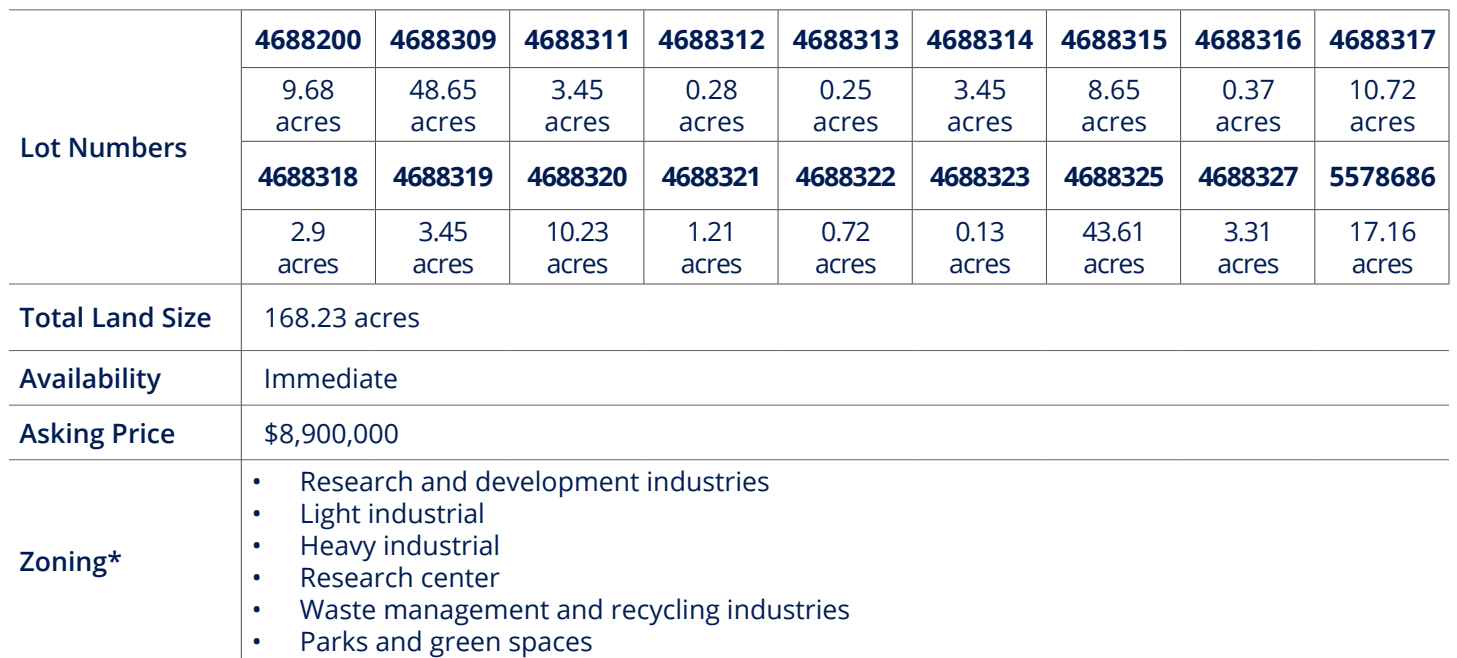 4688200 4688309 4688311 4688312 4688313 4688314 4688315 4688316 4688317
9.68 48.65 3.45 0.28 0.25 3.45 8.65 0.37 10.72
acres acres acres acres acres acres acres acres acres
Lot Numbers
4688318 4688319 4688320 4688321 4688322 4688323 4688325 4688327 5578686
2.9 3.45 10.23 1.21 0.72 0.13 43.61 3.31 17.16
acres acres acres acres acres acres acres acres acres
Total Land Size 168.23 acres
Availability Immediate
Asking Price $8,900,000
Zoning*
• Research and development industries
• Light industrial
• Heavy industrial
• Research center
• Waste management and recycling industries
• Parks and green spaces